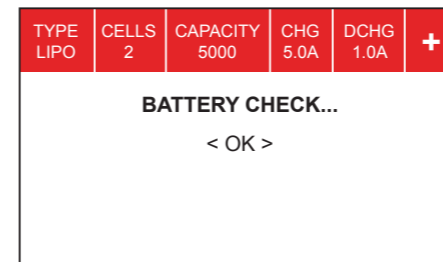 TYPE CELLS CAPACITY CHG DCHG +
LIPO 2 5000 5.0A 1.0A
BATTERY CHECK...
< OK >